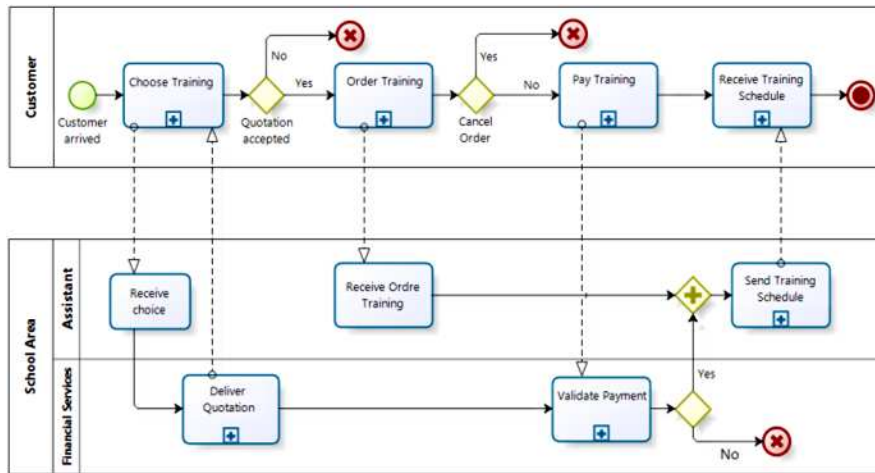 Customer
Customer
arrived
Choose Training
No
Yes
Quotation
accepted
Order Training
Yes
No
Cancel
Order
Pay Training
Receive Training
Schedule
School Area
Assistant
Receive
choice
Receive Ordre
Training
Send Training
Schedule
Financial Services
Deliver
Quotation
Validate Payment
Yes
No